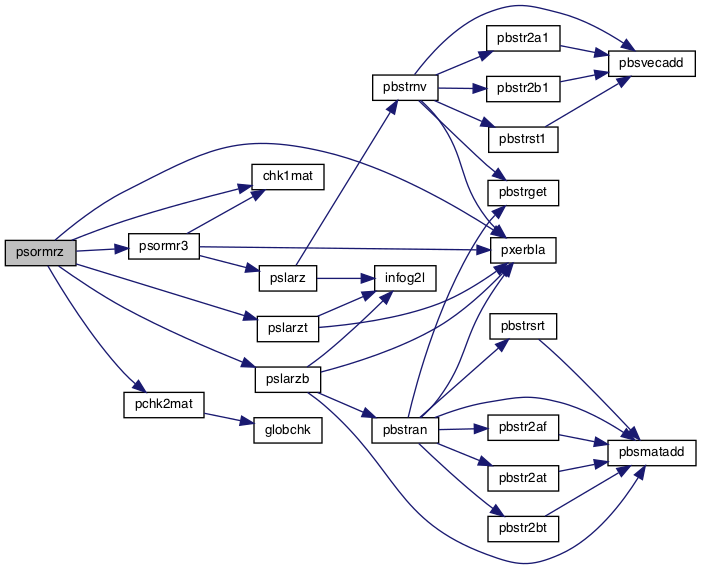 pbstr2a1
pbsvecadd
pbstrnv
pbstr2b1
pbstrst1
chk1mat
pbstrget
psormrz
psormr3
pxerbla
pslarz
infog2l
pslarzt
pbstrsrt
pslarzb
pchk2mat
globchk
pbstran
pbstr2af
pbsmatadd
pbstr2at
pbstr2bt